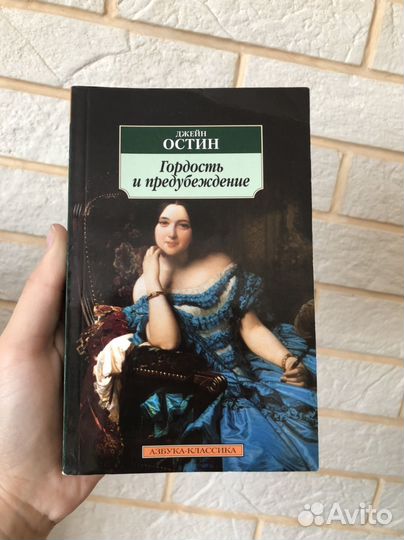 ДЖЕЙН
ОСТИН
Гордость
и предубеждение
АЗБУКА-КЛАССИКА
Avito